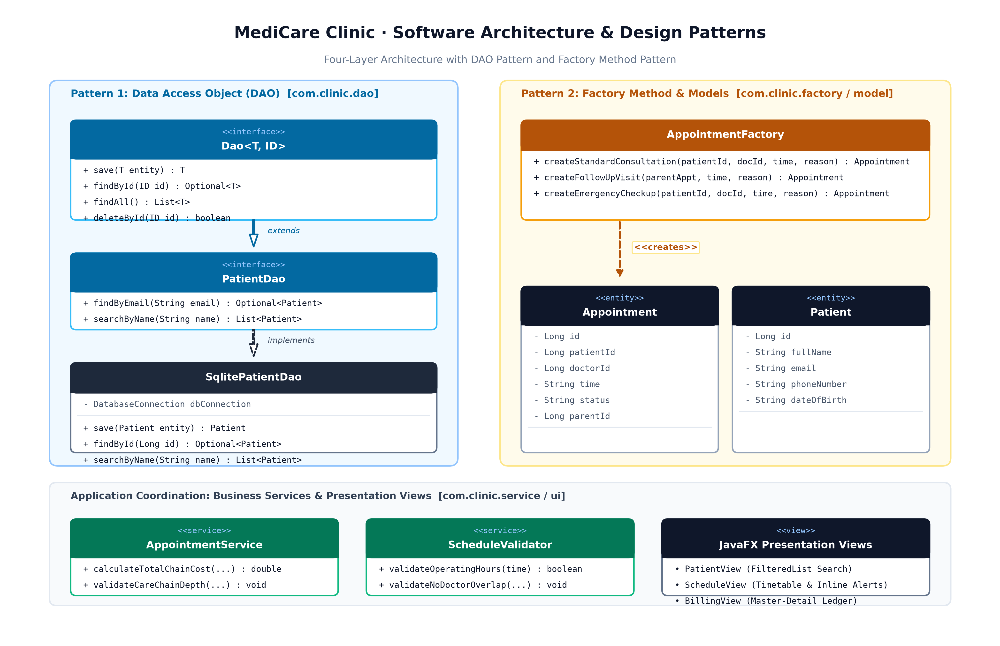 MediCare Clinic · Software Architecture & Design Patterns
Four-Layer Architecture with DAO Pattern and Factory Method Pattern
Pattern 1: Data Access Object (DAO) [com.clinic.dao]
<<interface>>
Dao<T, ID>
+ save(T entity) : T
+ findById(ID id) : Optional<T>
+ findAll() : List<T>
+ deleteById(ID id) : boolean
extends
<<interface>>
PatientDao
+ findByEmail(String email) : Optional<Patient>
+ searchByName(String name) : List<Patient>
implements
SqlitePatientDao
- DatabaseConnection dbConnection
+ save(Patient entity) : Patient
+ findById(Long id) : Optional<Patient>
+ searchByName(String name) : List<Patient>
Pattern 2: Factory Method & Models [com.clinic.factory / model]
AppointmentFactory
+ createStandardConsultation(patientId, docId, time, reason) : Appointment
+ createFollowUpVisit(parentAppt, time, reason) : Appointment
+ createEmergencyCheckup(patientId, docId, time, reason) : Appointment
<<creates>>
<<entity>>
Appointment
- Long id
- Long patientId
- Long doctorId
- String time
- String status
- Long parentId
<<entity>>
Patient
- Long id
- String fullName
- String email
- String phoneNumber
- String dateOfBirth
Application Coordination: Business Services & Presentation Views [com.clinic.service / ui]
<<service>>
AppointmentService
+ calculateTotalChainCost(...) : double
+ validateCareChainDepth(...) : void
<<service>>
ScheduleValidator
+ validateOperatingHours(time) : boolean
+ validateNoDoctorOverlap(...) : void
<<view>>
JavaFX Presentation Views
• PatientView (FilteredList Search)
• ScheduleView (Timetable & Inline Alerts)
• BillingView (Master-Detail Ledger)